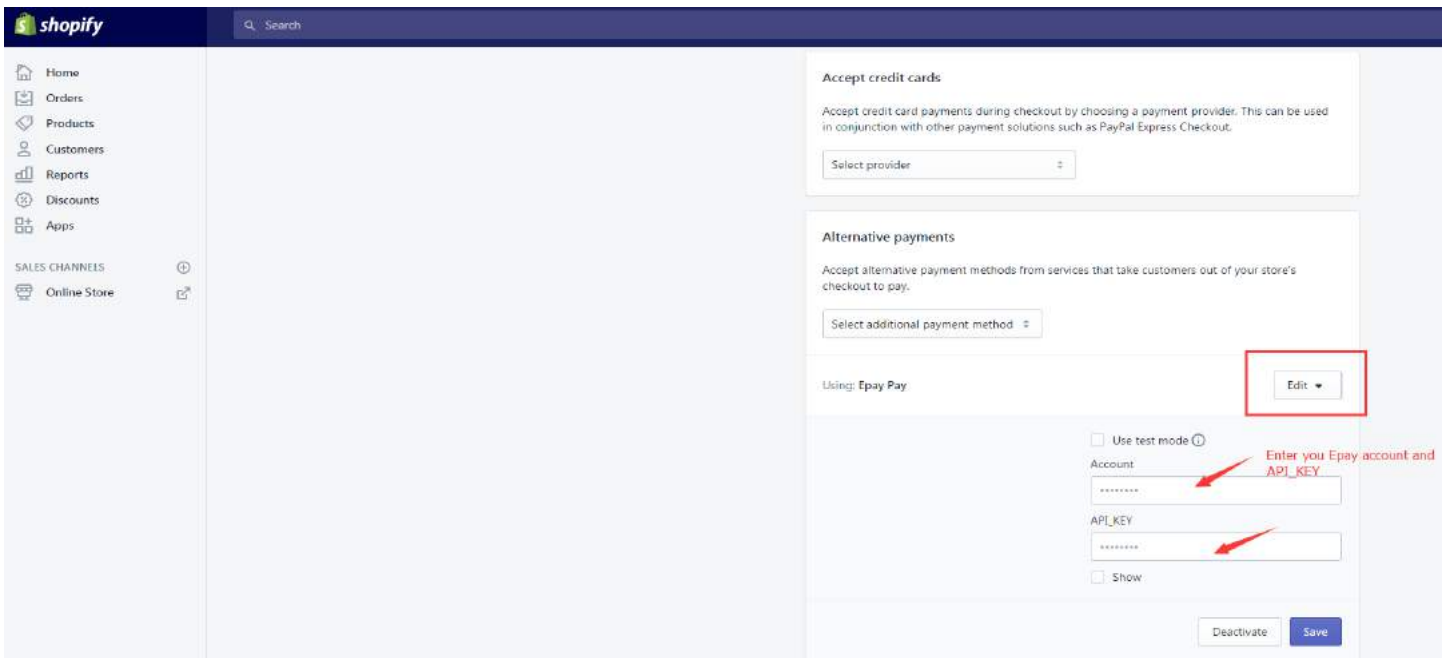 shopify
Search
Home
Orders
Products
Customers
Reports
Discounts
Apps
SALES CHANNELS
Online Store
Accept credit cards
Accept credit card payments during checkout by choosing a payment provider. This can be used
in conjunction with other payment solutions such as PayPal Express Checkout.
Select provider
Alternative payments
Accept alternative payment methods from services that take customers out of your store's
checkout to pay.
Select additional payment method
Using: Epay Pay
Edit
Use test mode
Account
Enter you Epay account and
API_KEY
••••••••
API_KEY
••••••••
Show
Deactivate
Save